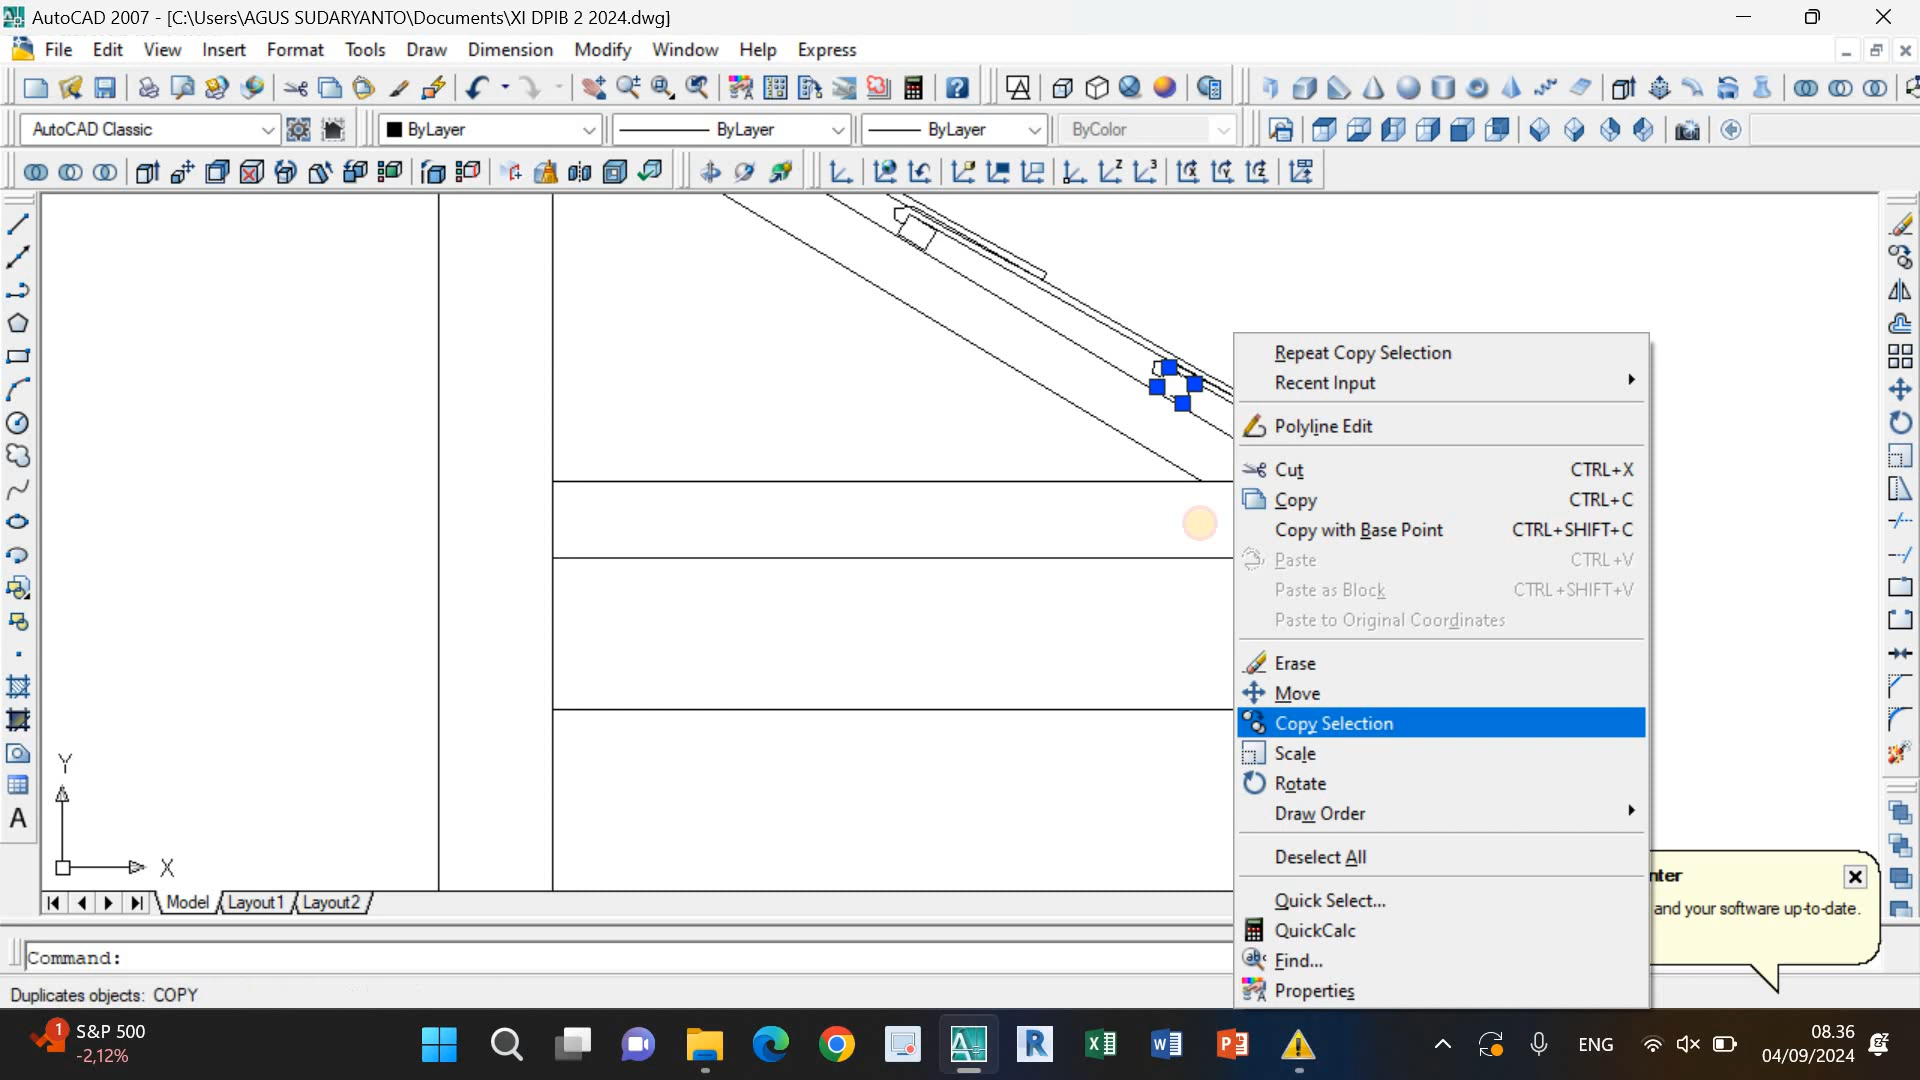 AutoCAD 2007 - [C:\Users\AGUS SUDARYANTO\Documents\XI DPIB 2 2024.dwg]
File Edit View Insert Format Tools Draw Dimension Modify Window Help Express
AutoCAD Classic ByLayer ByLayer ByLayer ByColor
Repeat Copy Selection
Recent Input
Polyline Edit
Cut CTRL+X
Copy CTRL+C
Copy with Base Point CTRL+SHIFT+C
Paste CTRL+V
Paste as Block CTRL+SHIFT+V
Paste to Original Coordinates
Erase
Move
Copy Selection
Scale
Rotate
Draw Order
Deselect All
Quick Select...
QuickCalc
Find...
Properties
Y
X
A
nter
and your software up-to-date.
Model Layout1 Layout2
Command:
Duplicates objects: COPY
1
S&P 500
-2,12%
ENG
08.36
04/09/2024